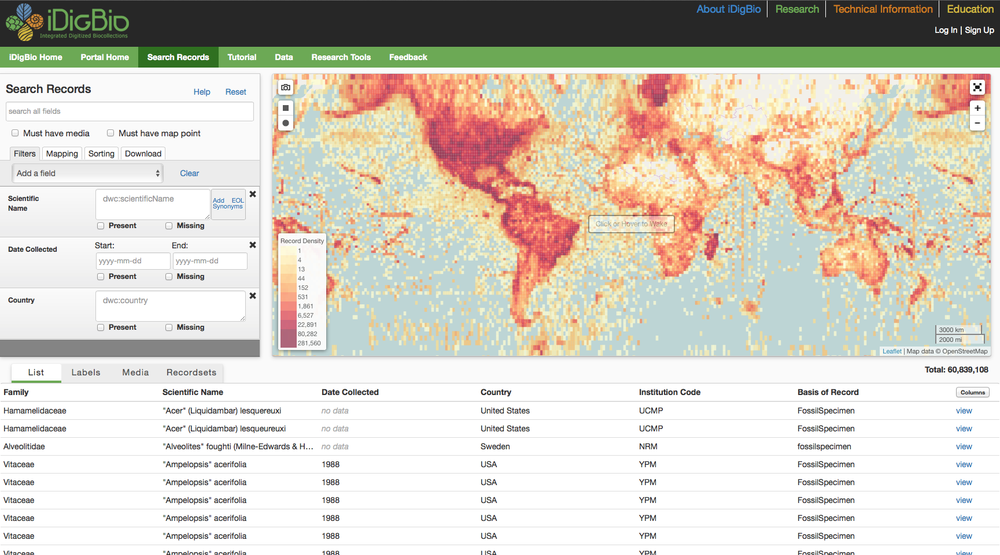 iDigBio
Integrated Digitized Biocollections
About iDigBio | Research | Technical Information | Education
Log In | Sign Up
iDigBio Home Portal Home Search Records Tutorial Data Research Tools Feedback
Search Records Help Reset
search all fields
Must have media Must have map point
Filters Mapping Sorting Download
Add a field Clear
Scientific Name
dwc:scientificName
Add EOL Synonyms
Present Missing
Date Collected
Start: End:
yyyy-mm-dd yyyy-mm-dd
Present Missing
Country
dwc:country
Present Missing
+
−
Click or Hover to Wake
Record Density
1
4
13
44
152
531
1,861
6,527
22,891
80,282
281,560
3000 km
2000 mi
Leaflet | Map data © OpenStreetMap
List Labels Media Recordsets
Total: 60,839,108
Family Scientific Name Date Collected Country Institution Code Basis of Record Columns
Hamamelidaceae "Acer" (Liquidambar) lesquereuxi no data United States UCMP FossilSpecimen view
Hamamelidaceae "Acer" (Liquidambar) lesqueureuxi no data United States UCMP FossilSpecimen view
Alveolitidae "Alveolites" foughti (Milne-Edwards & H... no data Sweden NRM fossilspecimen view
Vitaceae "Ampelopsis" acerifolia 1988 USA YPM FossilSpecimen view
Vitaceae "Ampelopsis" acerifolia 1988 USA YPM FossilSpecimen view
Vitaceae "Ampelopsis" acerifolia 1988 USA YPM FossilSpecimen view
Vitaceae "Ampelopsis" acerifolia 1988 USA YPM FossilSpecimen view
Vitaceae "Ampelopsis" acerifolia 1988 USA YPM FossilSpecimen view
Vitaceae "Ampelopsis" acerifolia 1988 USA YPM FossilSpecimen view